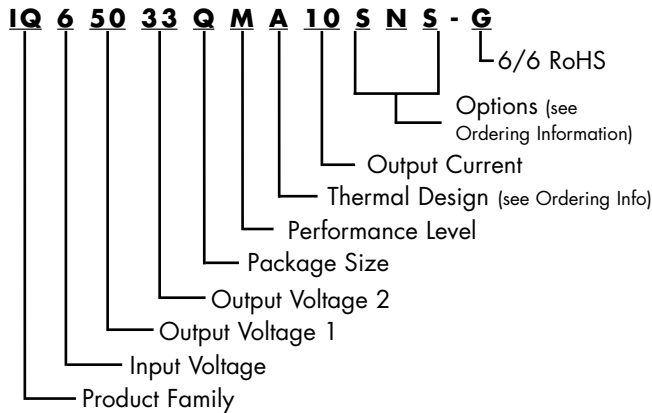 IQ 6 50 33 Q M A 10 S N S - G
6/6 RoHS
Options (see
Ordering Information)
Output Current
Thermal Design (see Ordering Info)
Performance Level
Package Size
Output Voltage 2
Output Voltage 1
Input Voltage
Product Family